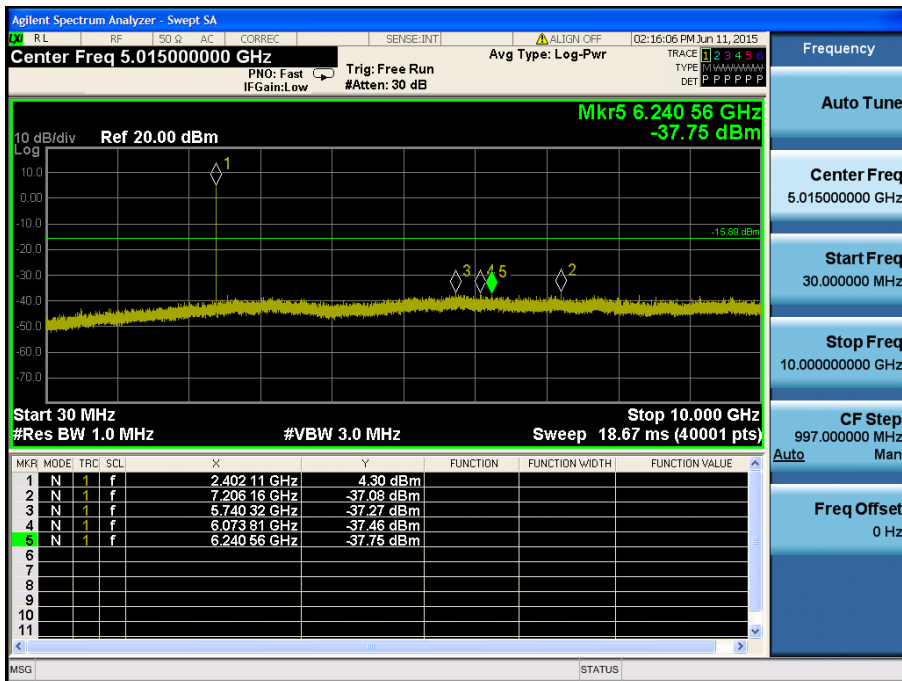 Agilent Spectrum Analyzer - Swept SA
LXI RL RF 50 Ω AC CORREC SENSE:INT ALIGN OFF 02:16:06 PM Jun 11, 2015
Center Freq 5.015000000 GHz
PNO: Fast
IFGain:Low
Trig: Free Run
#Atten: 30 dB
Avg Type: Log-Pwr
TRACE 1 2 3 4 5 6
TYPE MWWWWW
DET P P P P P P
Mkr5 6.240 56 GHz
-37.75 dBm
10 dB/div Ref 20.00 dBm
Log
10.0
0.00
-10.0
-20.0
-30.0
-40.0
-50.0
-60.0
-70.0
1
-15.89 dBm
3 4 5 2
Start 30 MHz Stop 10.000 GHz
#Res BW 1.0 MHz #VBW 3.0 MHz Sweep 18.67 ms (40001 pts)
MKR MODE TRC SCL X Y FUNCTION FUNCTION WIDTH FUNCTION VALUE
1 N 1 f 2.402 11 GHz 4.30 dBm
2 N 1 f 7.206 16 GHz -37.08 dBm
3 N 1 f 5.740 32 GHz -37.27 dBm
4 N 1 f 6.073 81 GHz -37.46 dBm
5 N 1 f 6.240 56 GHz -37.75 dBm
6
7
8
9
10
11
MSG STATUS
Frequency
Auto Tune
Center Freq
5.015000000 GHz
Start Freq
30.000000 MHz
Stop Freq
10.000000000 GHz
CF Step
997.000000 MHz
Auto Man
Freq Offset
0 Hz